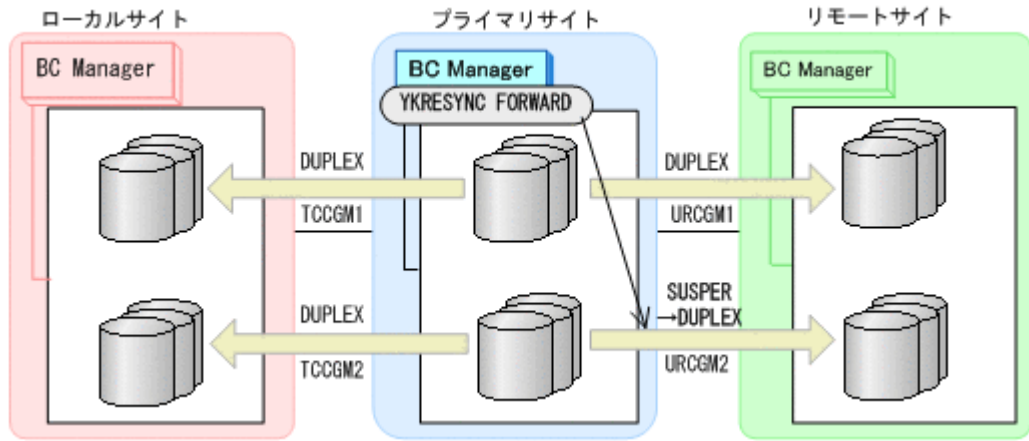 ローカルサイト
プライマリサイト
リモートサイト
BC Manager
BC Manager
BC Manager
YKRESYNC FORWARD
DUPLEX
DUPLEX
TCCGM1
URCGM1
DUPLEX
SUSPER
→DUPLEX
TCCGM2
URCGM2